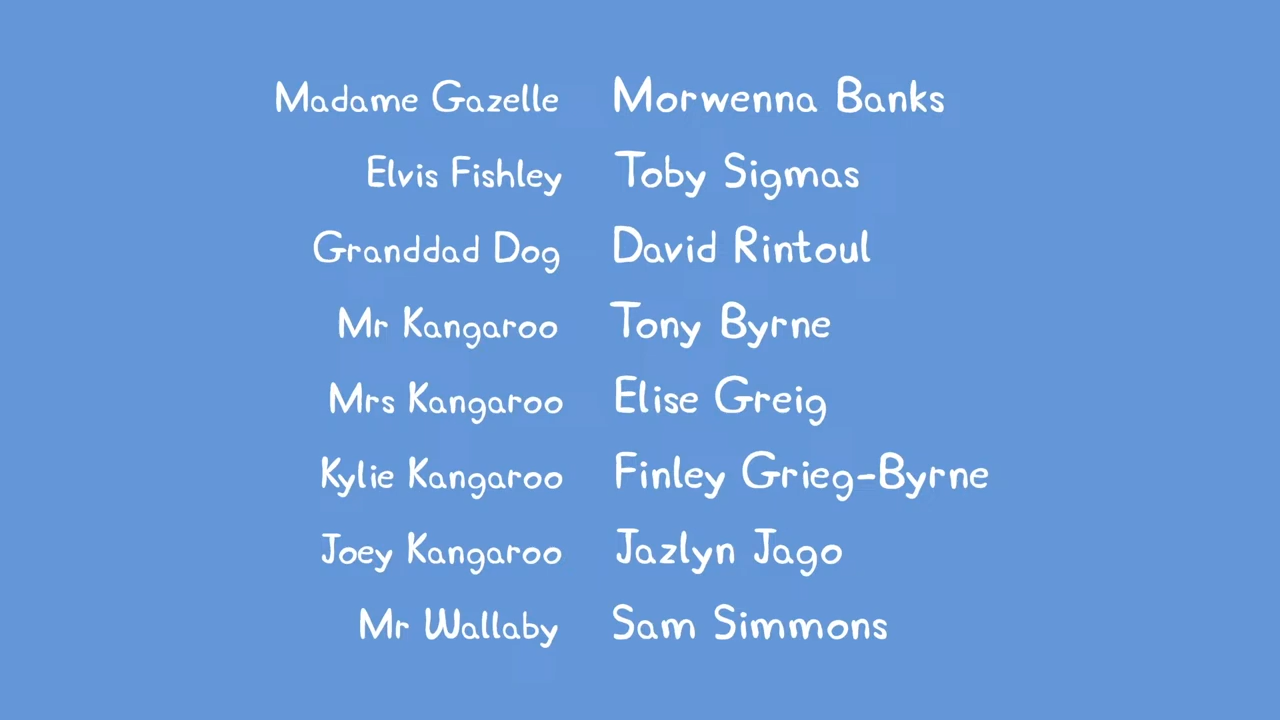 Madame Gazelle Morwenna Banks
Elvis Fishley Toby Sigmas
Granddad Dog David Rintoul
Mr Kangaroo Tony Byrne
Mrs Kangaroo Elise Greig
Kylie Kangaroo Finley Grieg-Byrne
Joey Kangaroo Jazlyn Jago
Mr Wallaby Sam Simmons